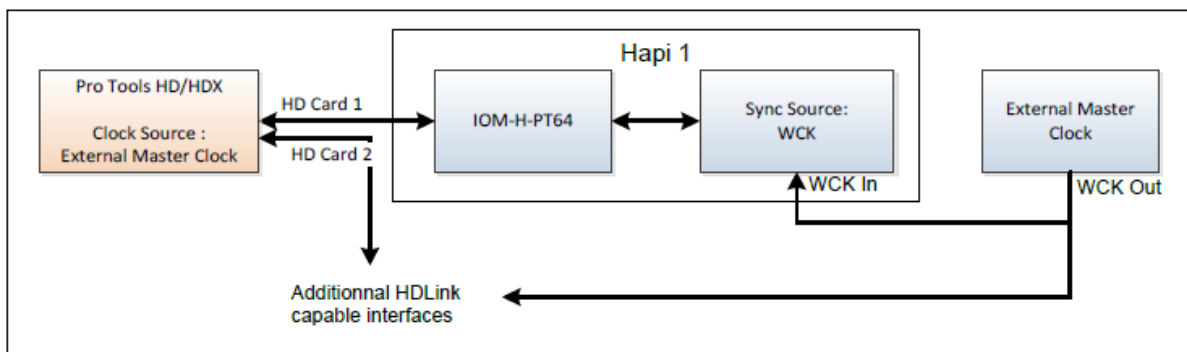 Hapi 1
Pro Tools HD/HDX
Clock Source :
External Master Clock
HD Card 1
HD Card 2
IOM-H-PT64
Sync Source:
WCK
WCK In
External Master
Clock
WCK Out
Additionnal HDLink
capable interfaces